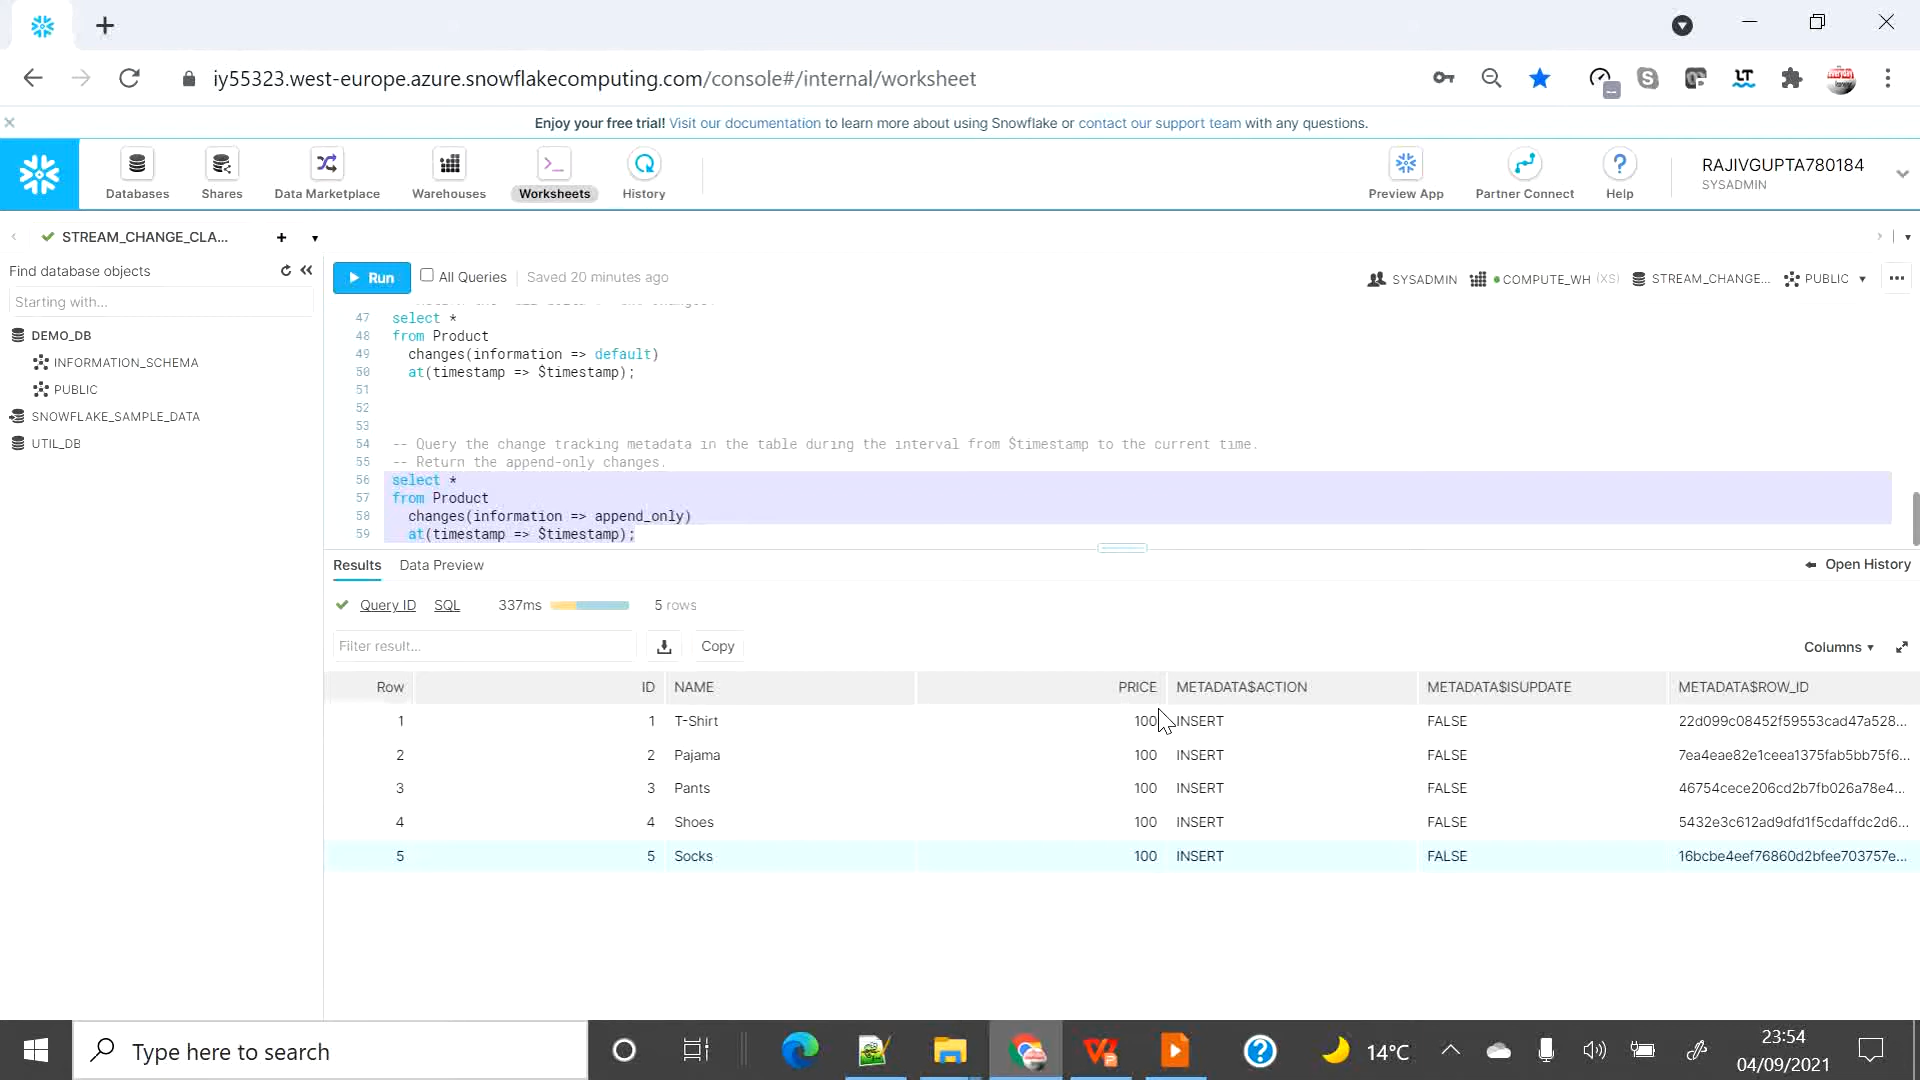 iy55323.west-europe.azure.snowflakecomputing.com/console#/internal/worksheet
Enjoy your free trial! Visit our documentation to learn more about using Snowflake or contact our support team with any questions.
Databases
Shares
Data Marketplace
Warehouses
Worksheets
History
Preview App
Partner Connect
Help
RAJIVGUPTA780184
SYSADMIN
STREAM_CHANGE_CLA...
Find database objects
Starting with...
DEMO_DB
INFORMATION_SCHEMA
PUBLIC
SNOWFLAKE_SAMPLE_DATA
UTIL_DB
Run All Queries Saved 20 minutes ago
SYSADMIN COMPUTE_WH (XS) STREAM_CHANGE... PUBLIC
47 select *
48 from Product
49 changes(information => default)
50 at(timestamp => $timestamp);
51
52
53
54 -- Query the change tracking metadata in the table during the interval from $timestamp to the current time.
55 -- Return the append-only changes.
56 select *
57 from Product
58 changes(information => append_only)
59 at(timestamp => $timestamp);
Results Data Preview Open History
Query ID SQL 337ms 5 rows
Filter result... Copy Columns
Row ID NAME PRICE METADATA$ACTION METADATA$ISUPDATE METADATA$ROW_ID
1 1 T-Shirt 100 INSERT FALSE 22d099c08452f59553cad47a528...
2 2 Pajama 100 INSERT FALSE 7ea4eae82e1ceea1375fab5bb75f6...
3 3 Pants 100 INSERT FALSE 46754cece206cd2b7fb026a78e4...
4 4 Shoes 100 INSERT FALSE 5432e3c612ad9dfd1f5cdaffdc2d6...
5 5 Socks 100 INSERT FALSE 16bcbe4eef76860d2bfee703757e...
Type here to search
14°C
23:54
04/09/2021